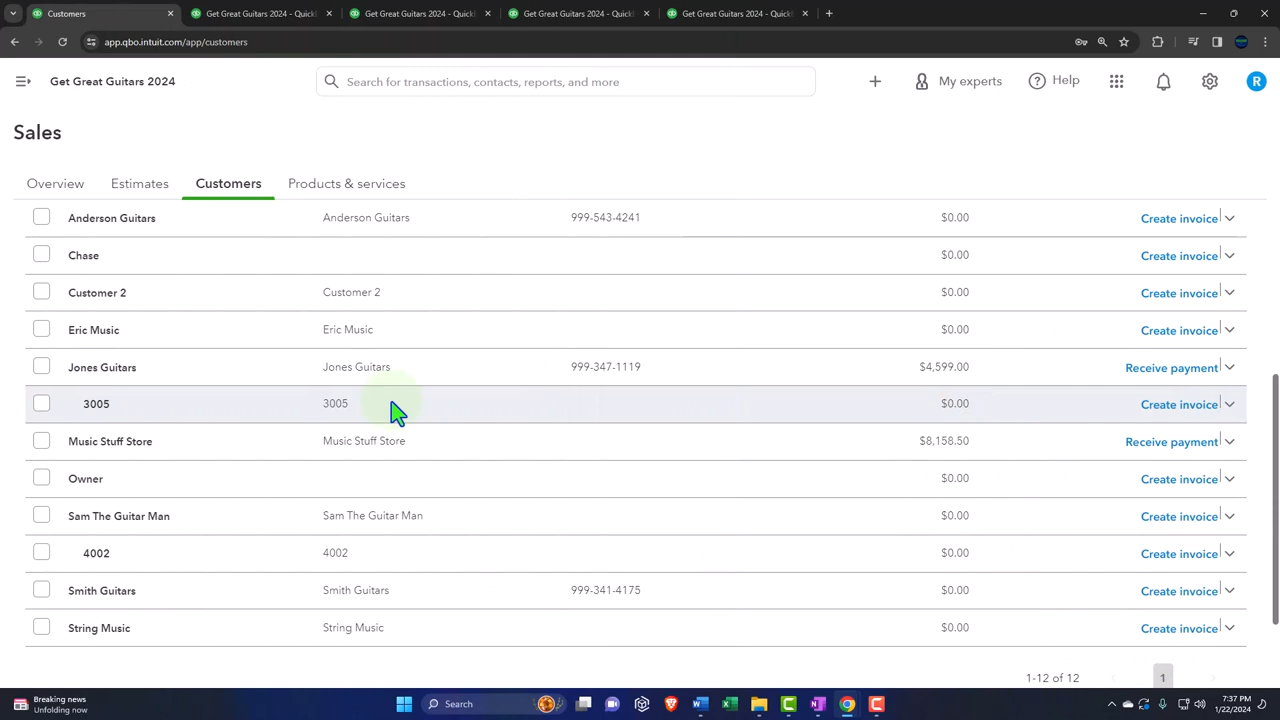 Customers
Get Great Guitars 2024 - Quick
Get Great Guitars 2024 - Quick
Get Great Guitars 2024 - Quick
Get Great Guitars 2024 - Quick
app.qbo.intuit.com/app/customers
Get Great Guitars 2024
Search for transactions, contacts, reports, and more
My experts
Help
R
Sales
Overview
Estimates
Customers
Products & services
Anderson Guitars Anderson Guitars 999-543-4241 $0.00 Create invoice
Chase $0.00 Create invoice
Customer 2 Customer 2 $0.00 Create invoice
Eric Music Eric Music $0.00 Create invoice
Jones Guitars Jones Guitars 999-347-1119 $4,599.00 Receive payment
3005 3005 $0.00 Create invoice
Music Stuff Store Music Stuff Store $8,158.50 Receive payment
Owner $0.00 Create invoice
Sam The Guitar Man Sam The Guitar Man $0.00 Create invoice
4002 4002 $0.00 Create invoice
Smith Guitars Smith Guitars 999-341-4175 $0.00 Create invoice
String Music String Music $0.00 Create invoice
1-12 of 12 1
Breaking news
Unfolding now
Search
7:37 PM
1/22/2024